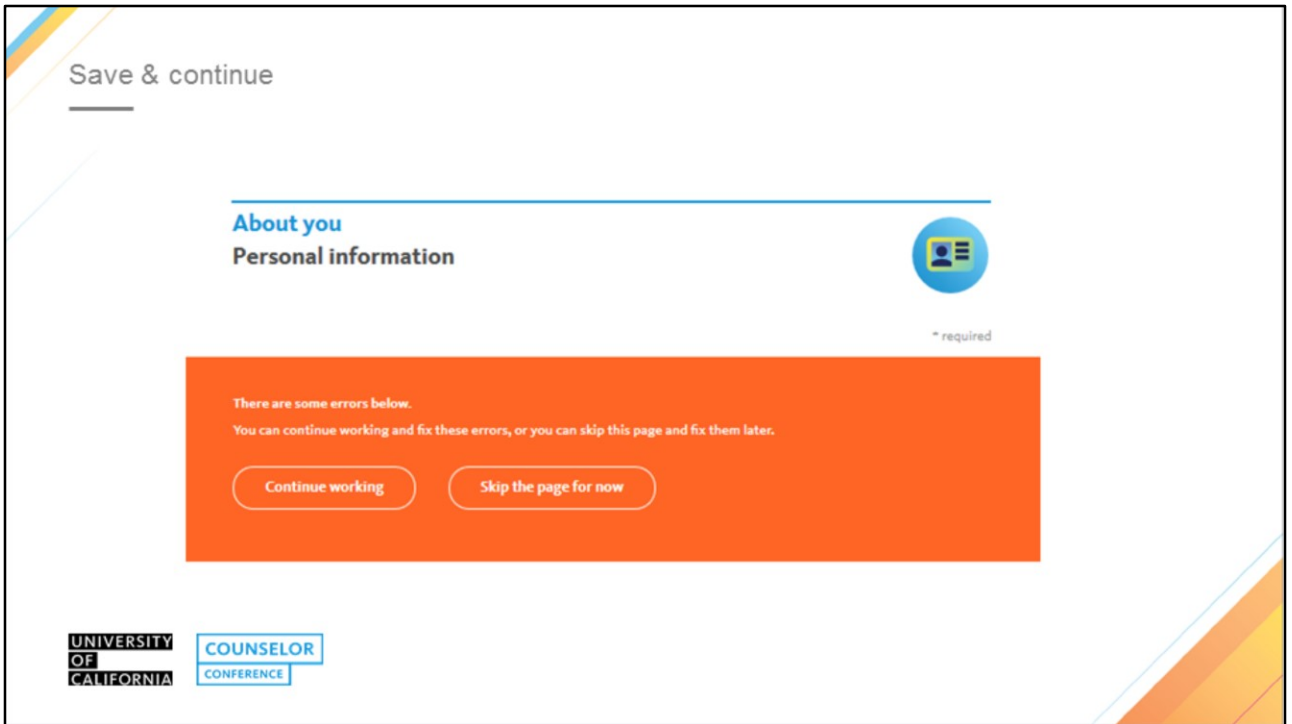 Save & continue
About you
Personal information
* required
There are some errors below.
You can continue working and fix these errors, or you can skip this page and fix them later.
Continue working
Skip the page for now
UNIVERSITY
OF
CALIFORNIA
COUNSELOR
CONFERENCE